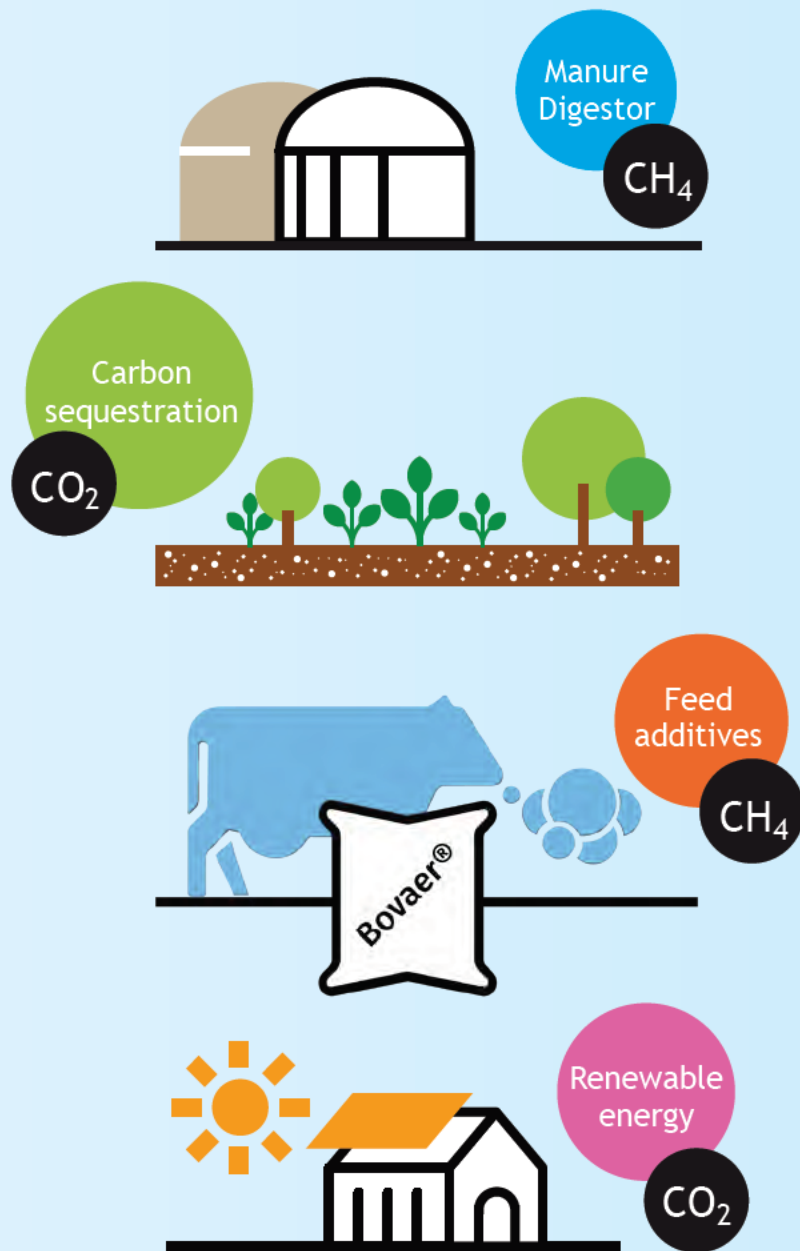 Manure
Digestor
CH₄
Carbon
sequestration
CO₂
Feed
additives
CH₄
Bovaer®
Renewable
energy
CO₂